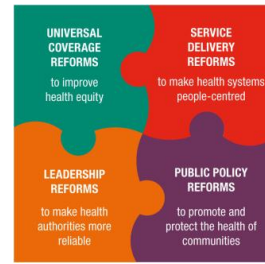 UNIVERSAL
COVERAGE
REFORMS
to improve
health equity
SERVICE
DELIVERY
REFORMS
to make health systems
people-centred
LEADERSHIP
REFORMS
to make health
authorities more
reliable
PUBLIC POLICY
REFORMS
to promote and
protect the health of
communities